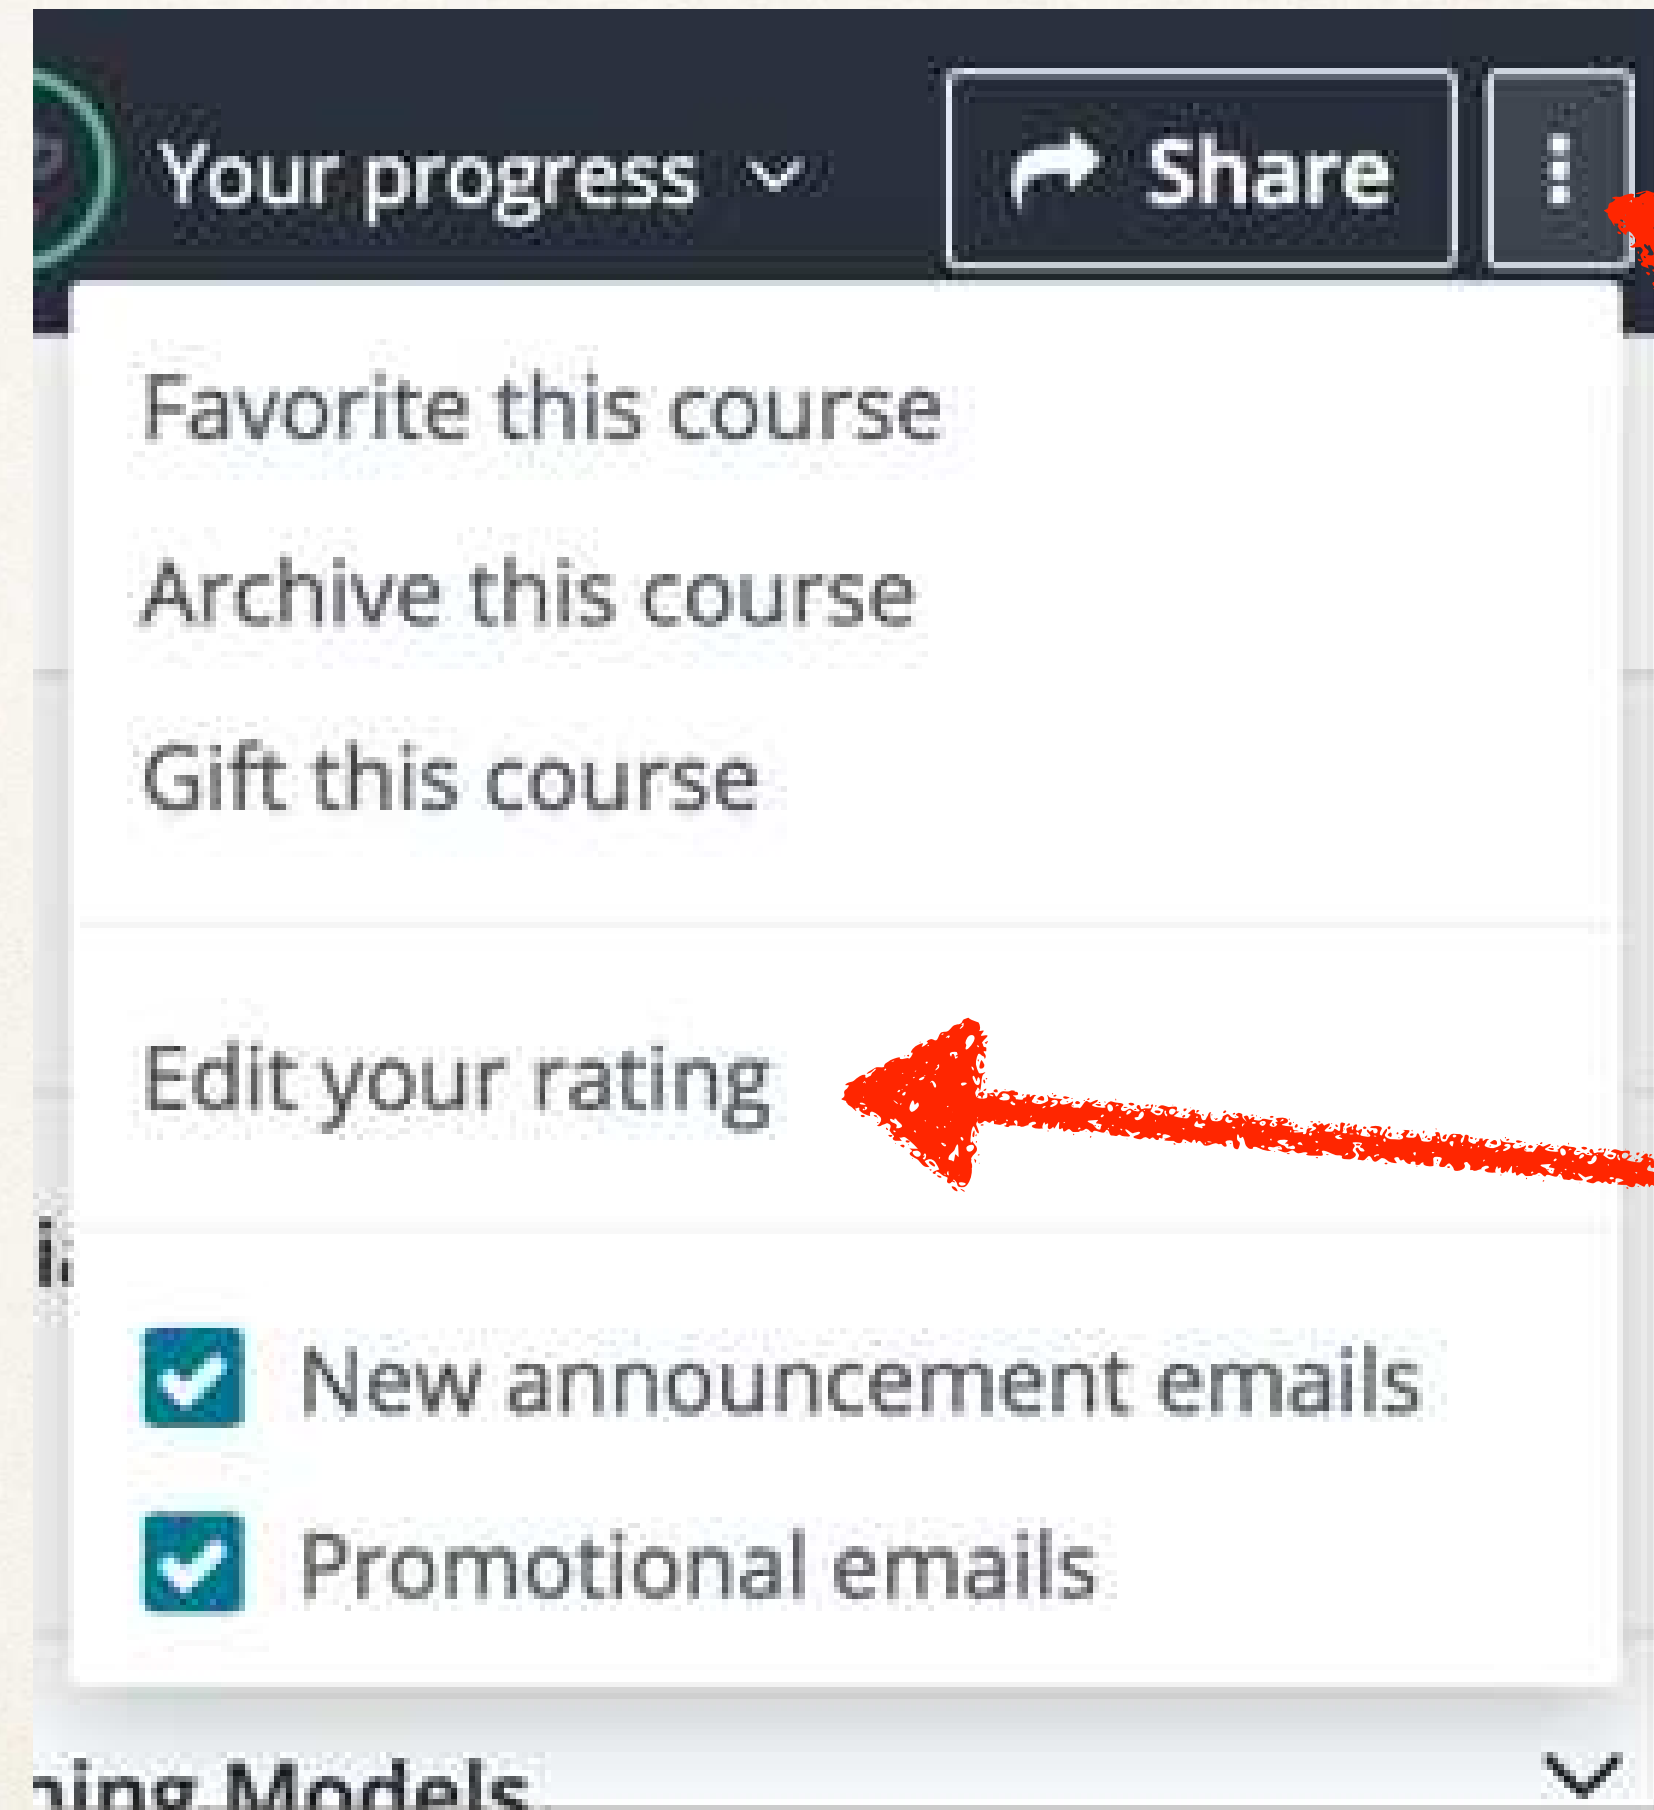 Your progress Share
Favorite this course
Archive this course
Gift this course
Edit your rating
New announcement emails
Promotional emails
Models